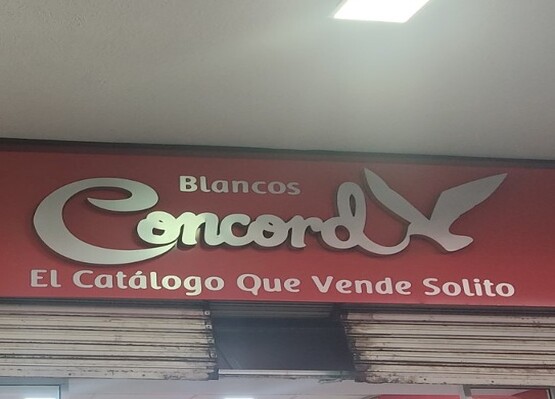 Blancos
Concord
El Catálogo Que Vende Solito